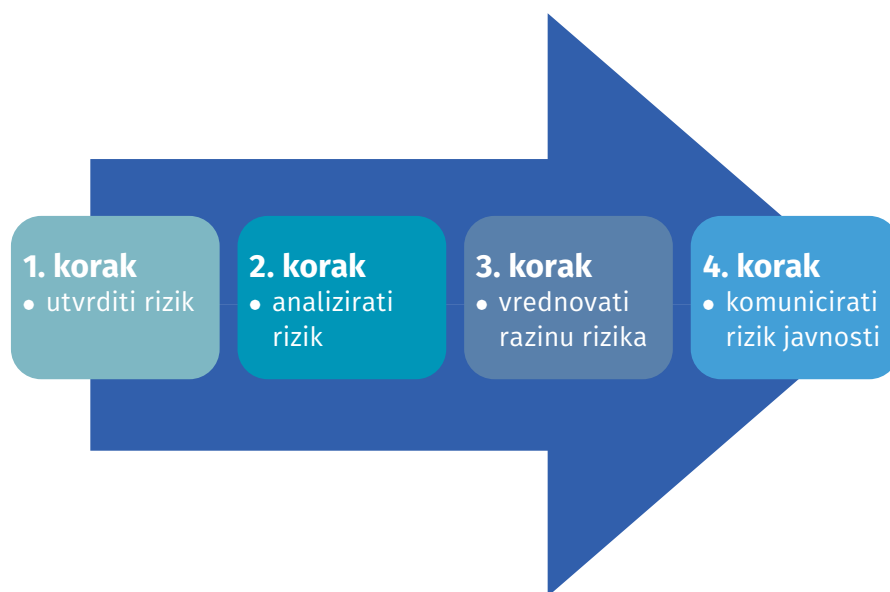 1. korak
• utvrditi rizik
2. korak
• analizirati
rizik
3. korak
• vrednovati
razinu rizika
4. korak
• komunicirati
rizik javnosti